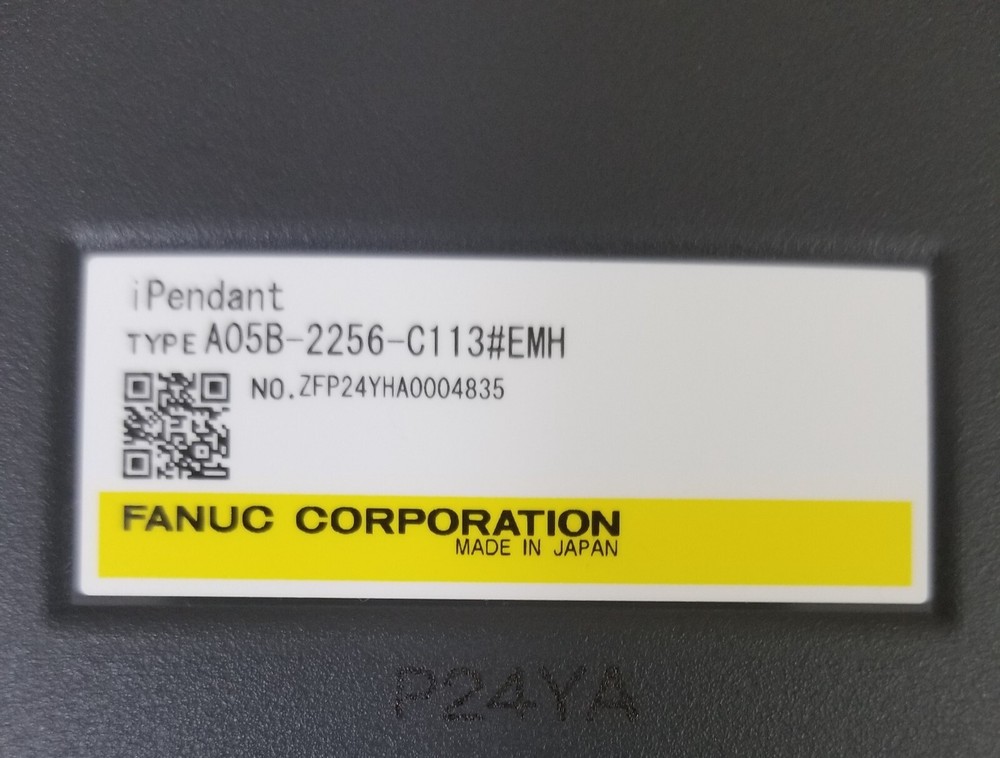 iPendant
TYPE A05B-2256-C113#EMH
NO.ZFP24YHA0004835
FANUC CORPORATION
MADE IN JAPAN
P24YA